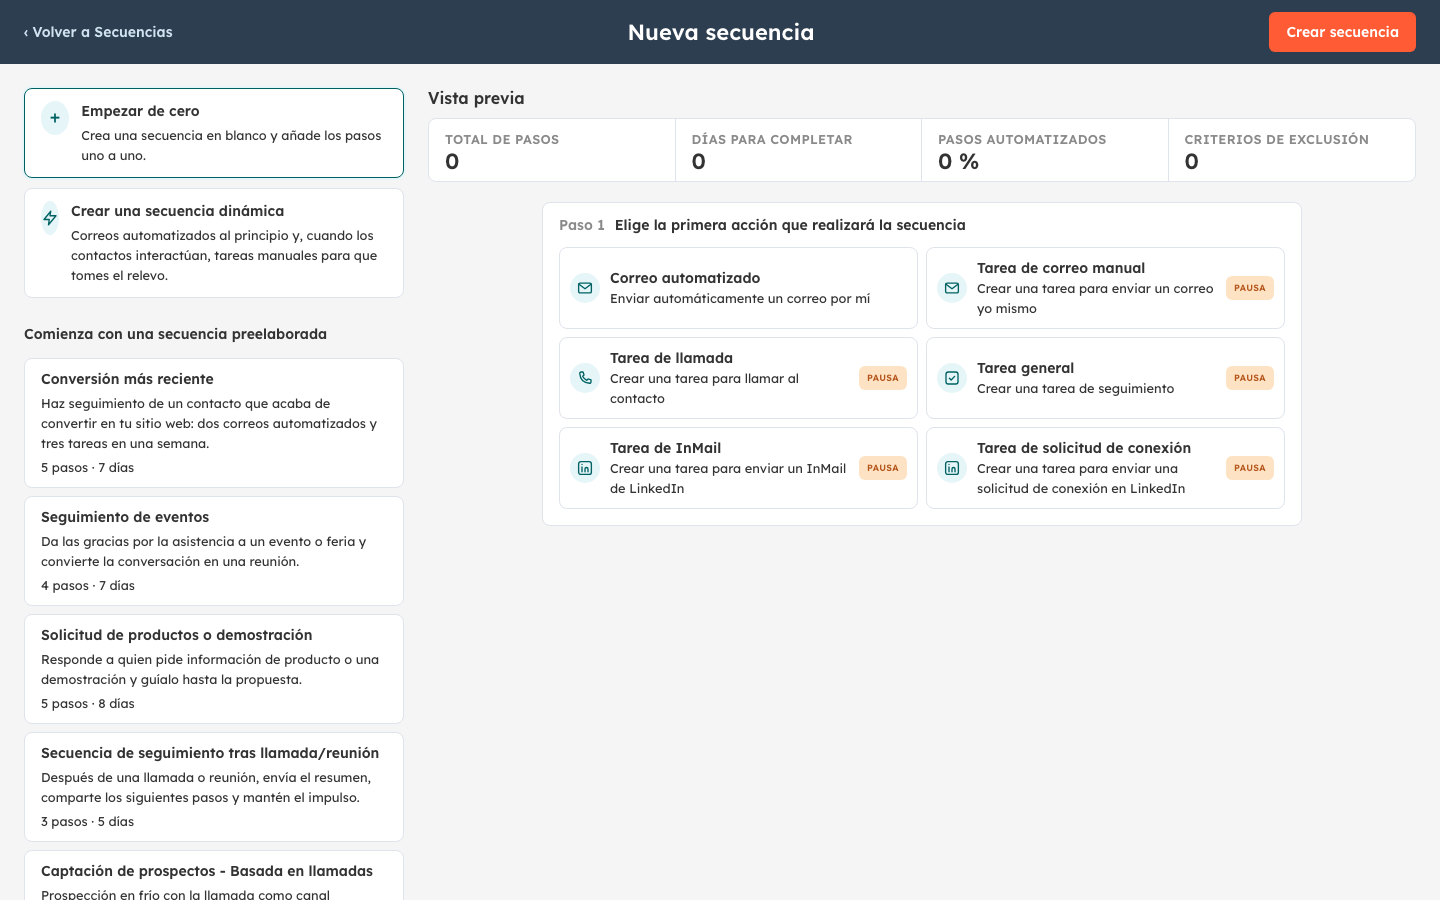 ‹ Volver a Secuencias
Nueva secuencia
Crear secuencia
Empezar de cero
Crea una secuencia en blanco y añade los pasos
uno a uno.
Crear una secuencia dinámica
Correos automatizados al principio y, cuando los
contactos interactúan, tareas manuales para que
tomes el relevo.
Comienza con una secuencia preelaborada
Conversión más reciente
Haz seguimiento de un contacto que acaba de
convertir en tu sitio web: dos correos automatizados y
tres tareas en una semana.
5 pasos · 7 días
Seguimiento de eventos
Da las gracias por la asistencia a un evento o feria y
convierte la conversación en una reunión.
4 pasos · 7 días
Solicitud de productos o demostración
Responde a quien pide información de producto o una
demostración y guíalo hasta la propuesta.
5 pasos · 8 días
Secuencia de seguimiento tras llamada/reunión
Después de una llamada o reunión, envía el resumen,
comparte los siguientes pasos y mantén el impulso.
3 pasos · 5 días
Captación de prospectos - Basada en llamadas
Prospección en frío con la llamada como canal
Vista previa
TOTAL DE PASOS
0
DÍAS PARA COMPLETAR
0
PASOS AUTOMATIZADOS
0 %
CRITERIOS DE EXCLUSIÓN
0
Paso 1 Elige la primera acción que realizará la secuencia
Correo automatizado
Enviar automáticamente un correo por mí
Tarea de correo manual
Crear una tarea para enviar un correo
yo mismo
PAUSA
Tarea de llamada
Crear una tarea para llamar al
contacto
PAUSA
Tarea general
Crear una tarea de seguimiento
PAUSA
Tarea de InMail
Crear una tarea para enviar un InMail
de LinkedIn
PAUSA
Tarea de solicitud de conexión
Crear una tarea para enviar una
solicitud de conexión en LinkedIn
PAUSA